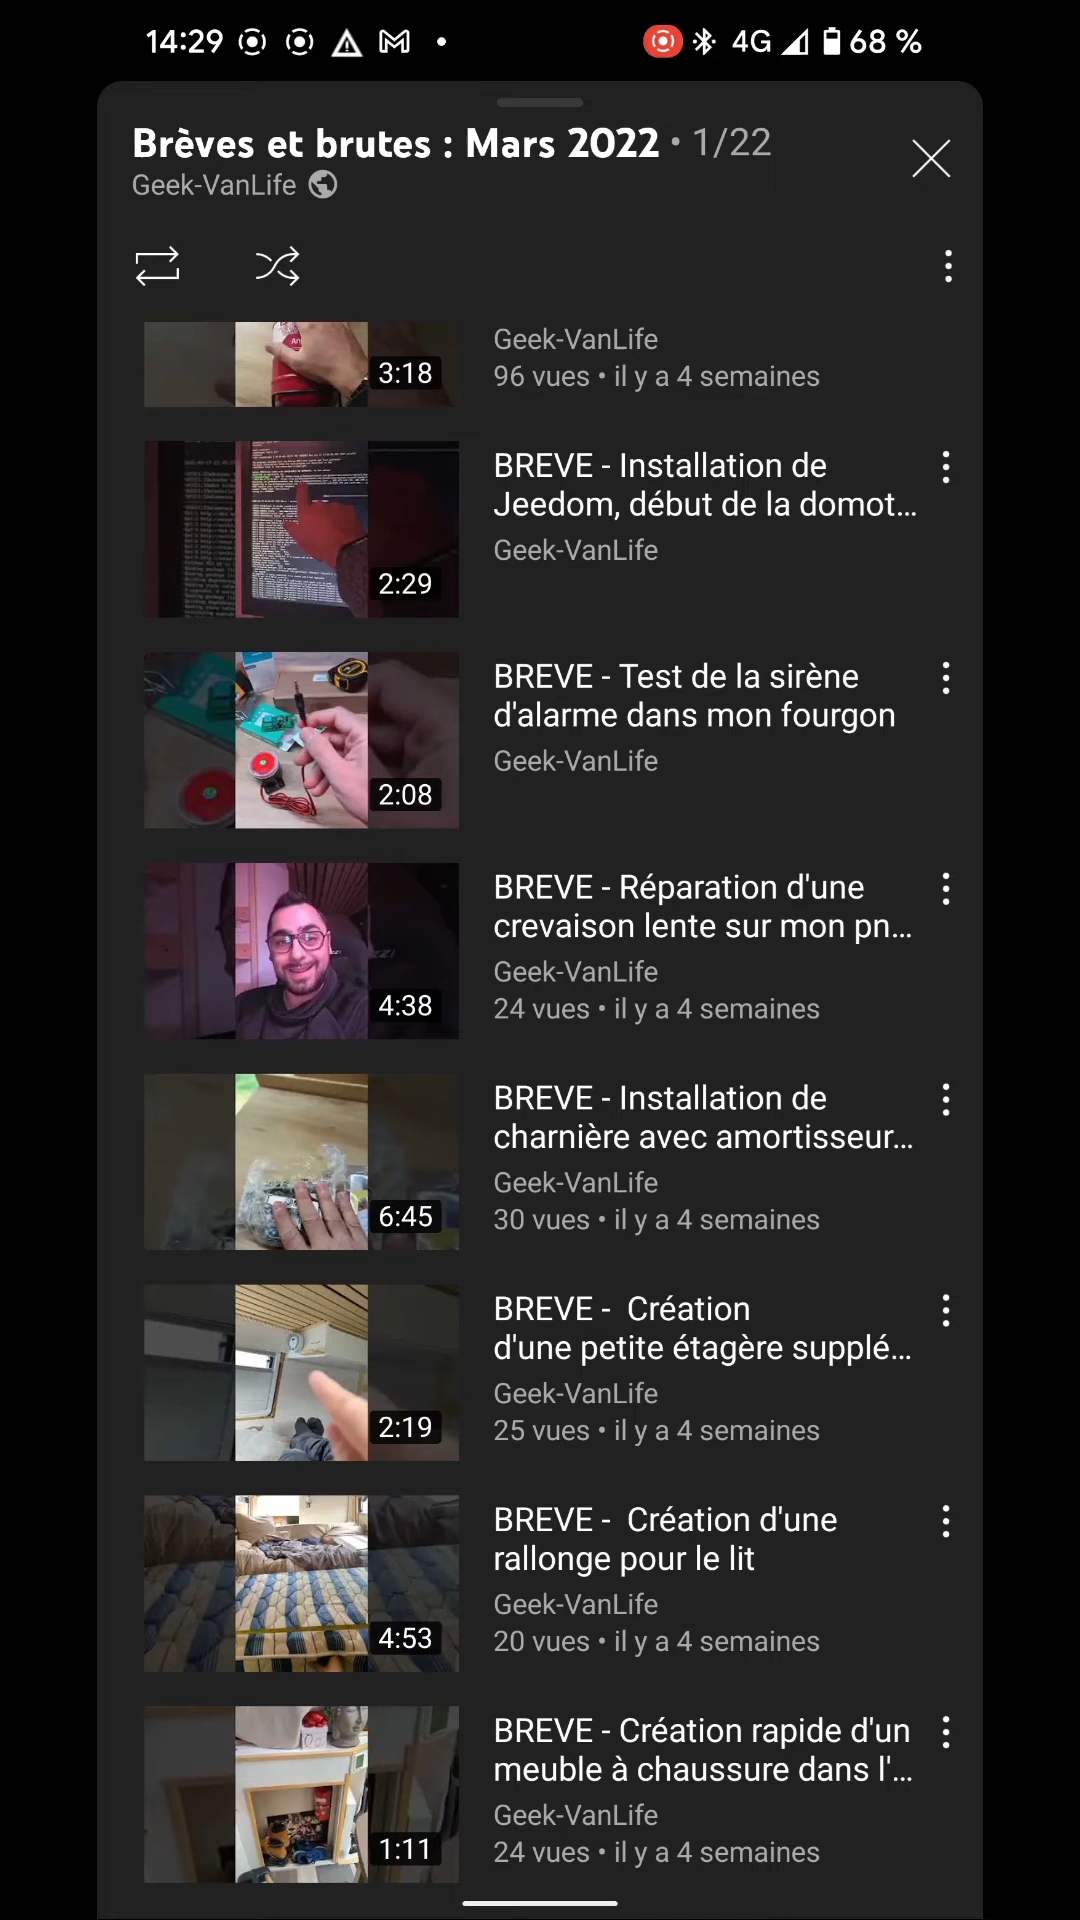 14:29 4G 68 %
Brèves et brutes : Mars 2022 • 1/22
Geek-VanLife
3:18
Geek-VanLife
96 vues • il y a 4 semaines
2:29
BREVE - Installation de
Jeedom, début de la domot...
Geek-VanLife
2:08
BREVE - Test de la sirène
d'alarme dans mon fourgon
Geek-VanLife
4:38
BREVE - Réparation d'une
crevaison lente sur mon pn...
Geek-VanLife
24 vues • il y a 4 semaines
6:45
BREVE - Installation de
charnière avec amortisseur...
Geek-VanLife
30 vues • il y a 4 semaines
2:19
BREVE -  Création
d'une petite étagère supplé...
Geek-VanLife
25 vues • il y a 4 semaines
4:53
BREVE -  Création d'une
rallonge pour le lit
Geek-VanLife
20 vues • il y a 4 semaines
1:11
BREVE - Création rapide d'un
meuble à chaussure dans l'...
Geek-VanLife
24 vues • il y a 4 semaines